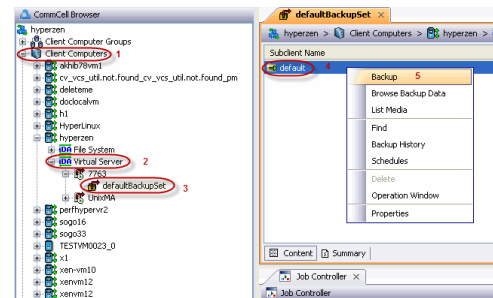 CommCell Browser
hyperzen
Client Computer Groups
Client Computers 1
akhib78vm1
cv_vcs_util.not.found_cv_vcs_util.not.found_pm
deleteme
doclocalvm
h1
HyperLinux
hyperzen
iDA File System
iDA Virtual Server 2
7763
defaultBackupSet 3
UnixMA
perfhypervr2
sogo16
sogo33
TESTVM0023_0
x1
xen-vm10
xenvm12
xenvm12
defaultBackupSet
hyperzen > Client Computers > hyperzen >
Subclient Name
default 4
Backup 5
Browse Backup Data
List Media
Find
Backup History
Schedules
Delete
Operation Window
Properties
Content Summary
Job Controller
Job Controller